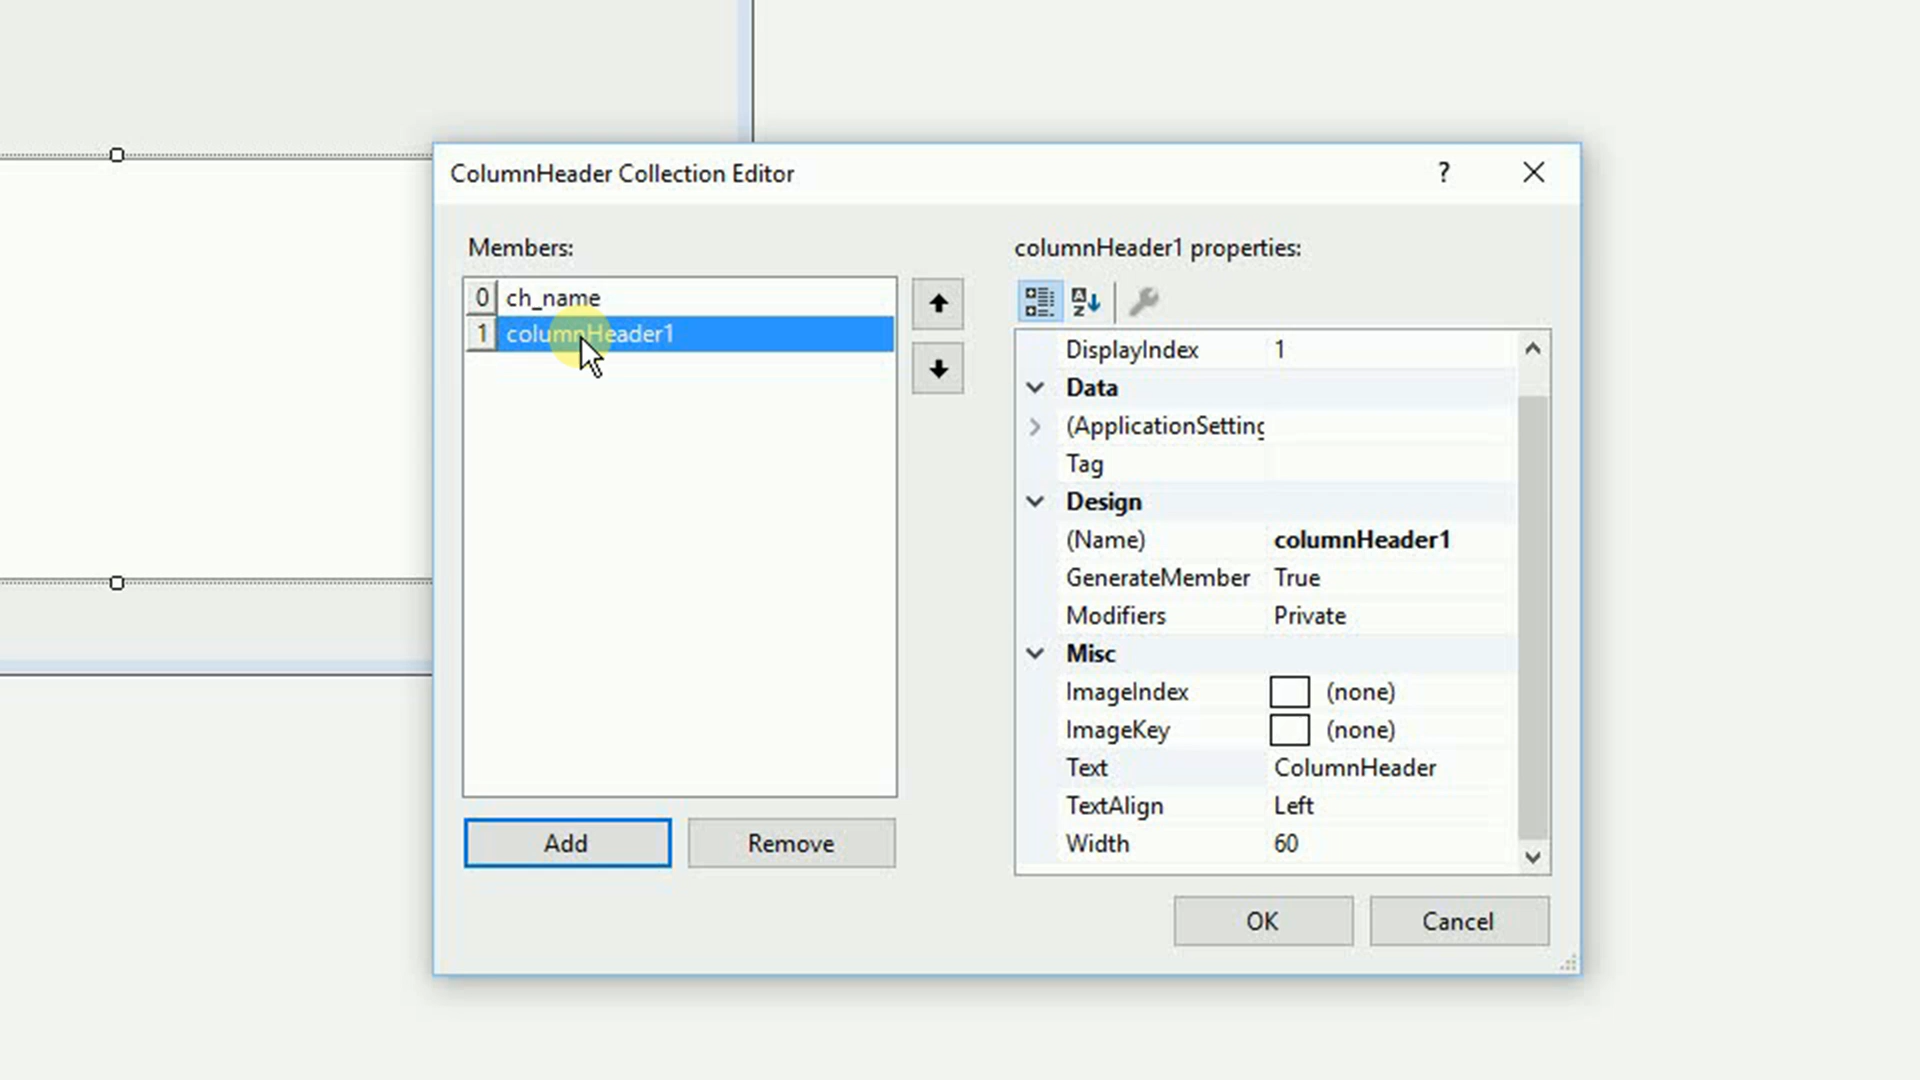 ColumnHeader Collection Editor
?
Members:
0 ch_name
1 columnHeader1
Add
Remove
columnHeader1 properties:
A
Z
DisplayIndex 1
Data
(ApplicationSetting
Tag
Design
(Name) columnHeader1
GenerateMember True
Modifiers Private
Misc
ImageIndex (none)
ImageKey (none)
Text ColumnHeader
TextAlign Left
Width 60
OK
Cancel